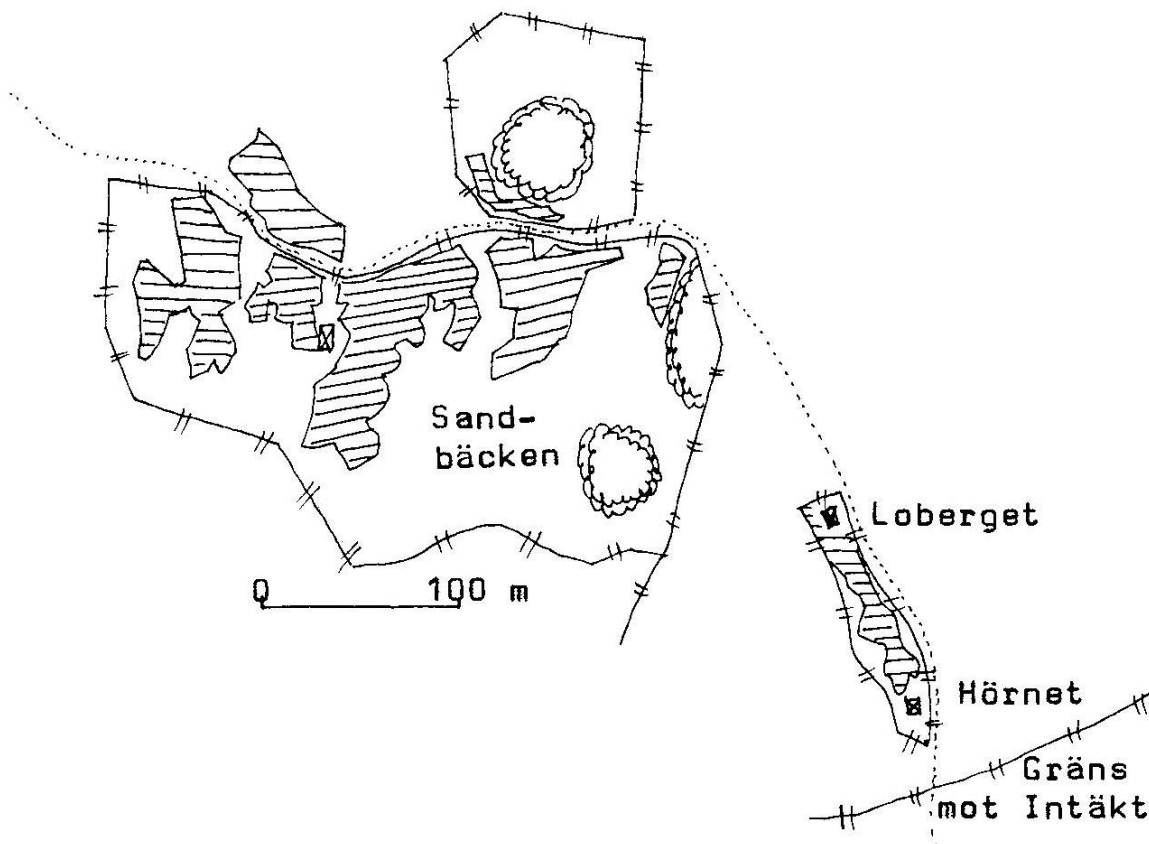 Sand-
bäcken
Loberget
0 100 m
Hörnet
Gräns
mot Intäkt